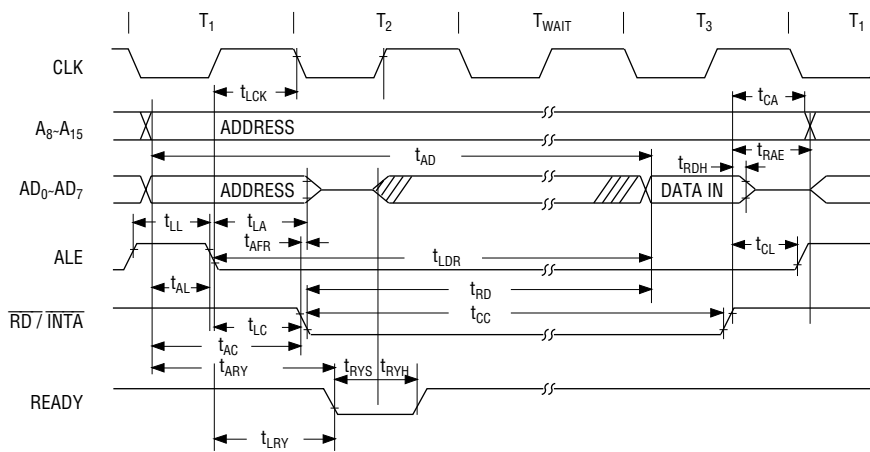 T1 T2 TWAIT T3 T1
CLK
tLCK tCA
A8~A15 ADDRESS
tAD tRDH tRAE
AD0~AD7 ADDRESS DATA IN
tLL tLA
tAFR
ALE tLDR tCL
tAL tRD
RD / INTA tLC tCC
tAC
tARY tRYS tRYH
READY
tLRY